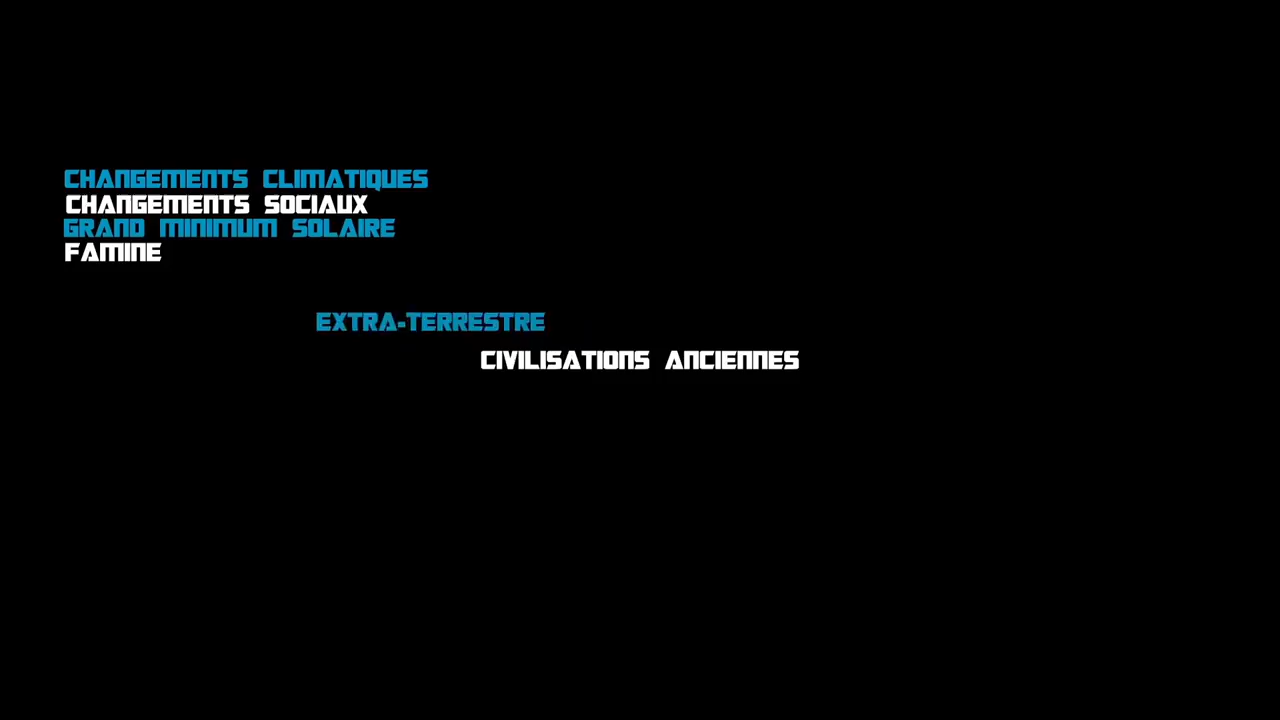 CHANGEMENTS CLIMATIQUES
CHANGEMENTS SOCIAUX
GRAND MINIMUM SOLAIRE
FAMINE
EXTRA-TERRESTRE
CIVILISATIONS ANCIENNES